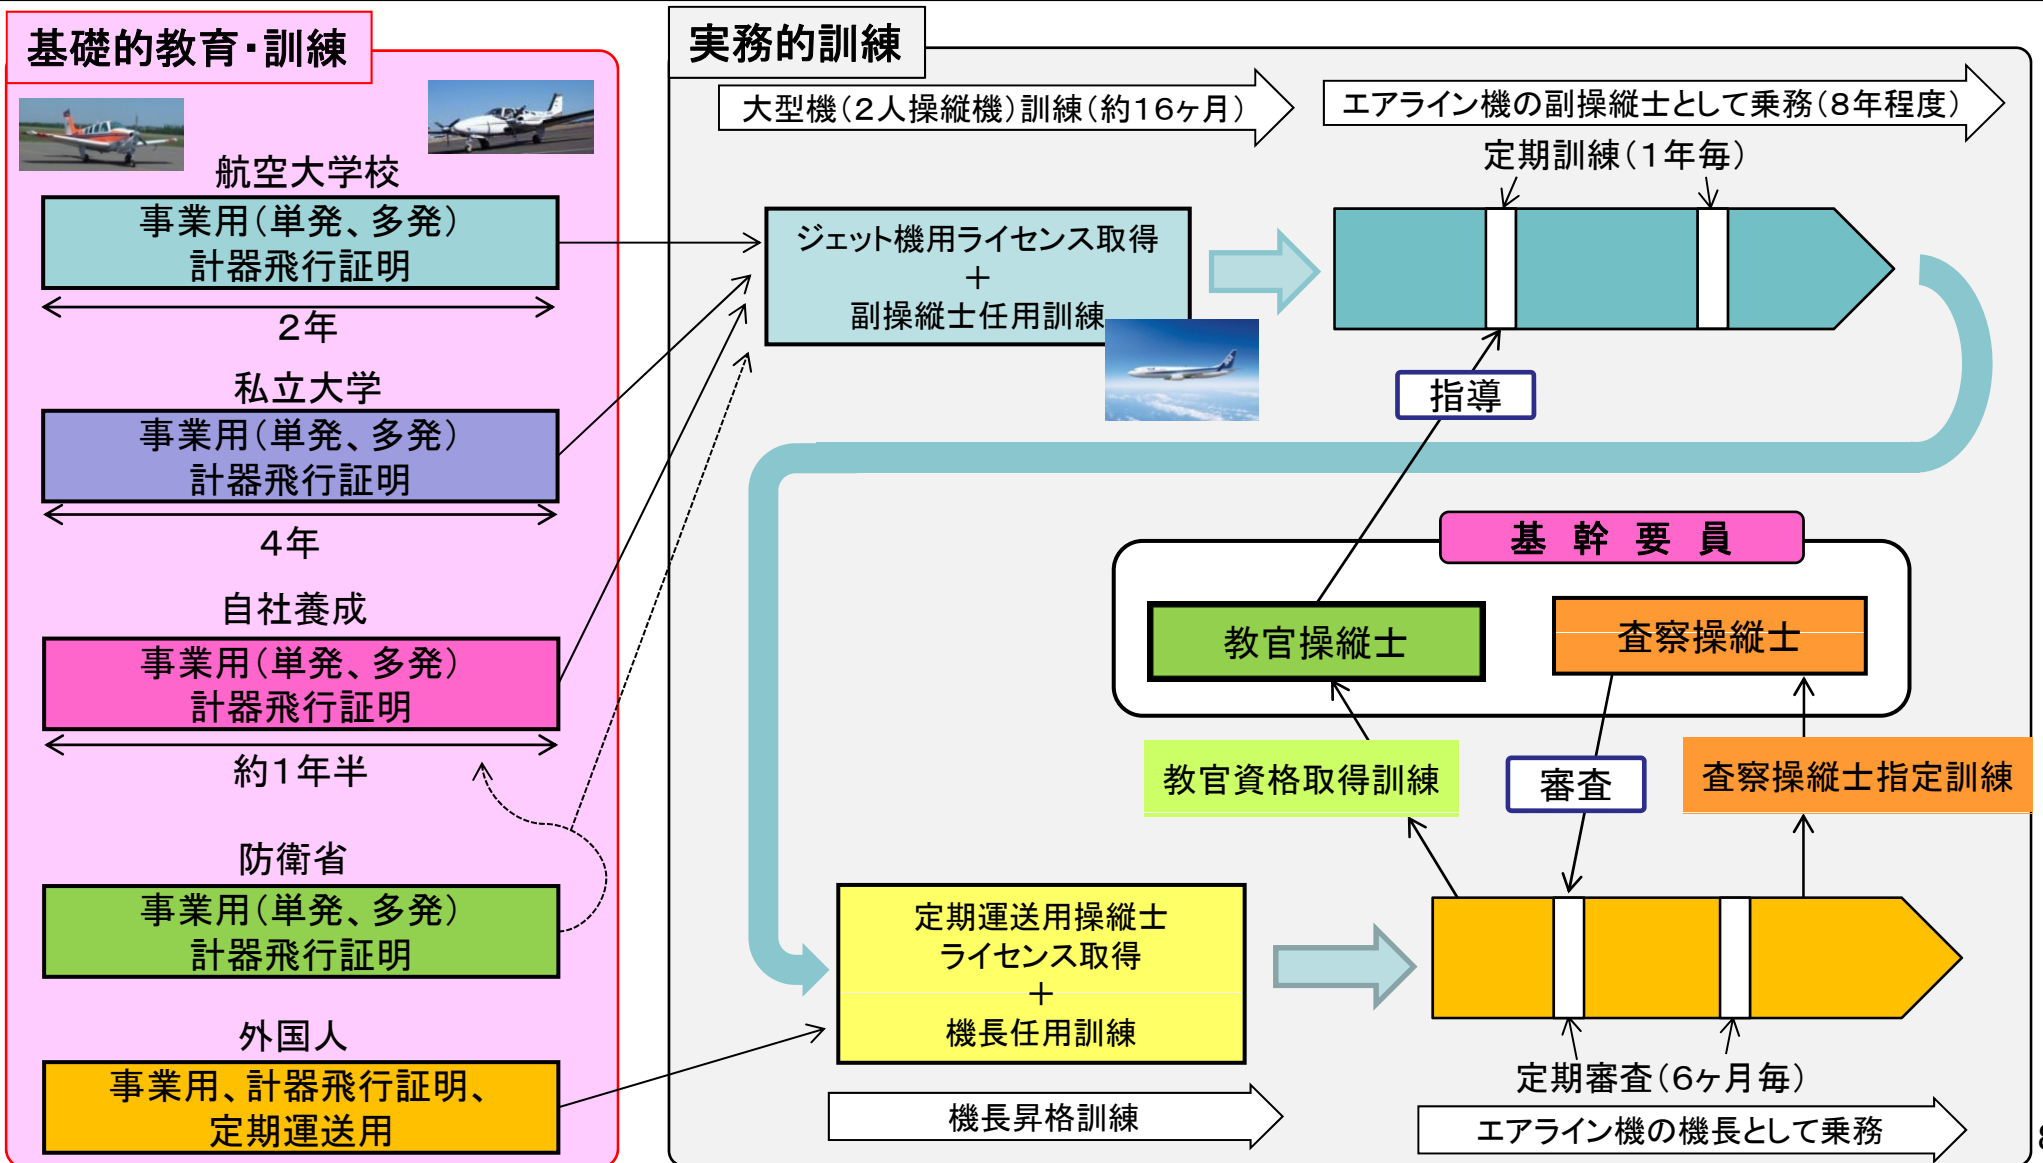 基礎的教育・訓練
航空大学校
事業用(単発、多発)
計器飛行証明
2年
私立大学
事業用(単発、多発)
計器飛行証明
4年
自社養成
事業用(単発、多発)
計器飛行証明
約1年半
防衛省
事業用(単発、多発)
計器飛行証明
外国人
事業用、計器飛行証明、
定期運送用
実務的訓練
大型機(2人操縦機)訓練(約16ヶ月)
エアライン機の副操縦士として乗務(8年程度)
定期訓練(1年毎)
ジェット機用ライセンス取得
+
副操縦士任用訓練
指導
基幹要員
教官操縦士
査察操縦士
教官資格取得訓練
審査
査察操縦士指定訓練
定期運送用操縦士
ライセンス取得
+
機長任用訓練
定期審査(6ヶ月毎)
機長昇格訓練
エアライン機の機長として乗務